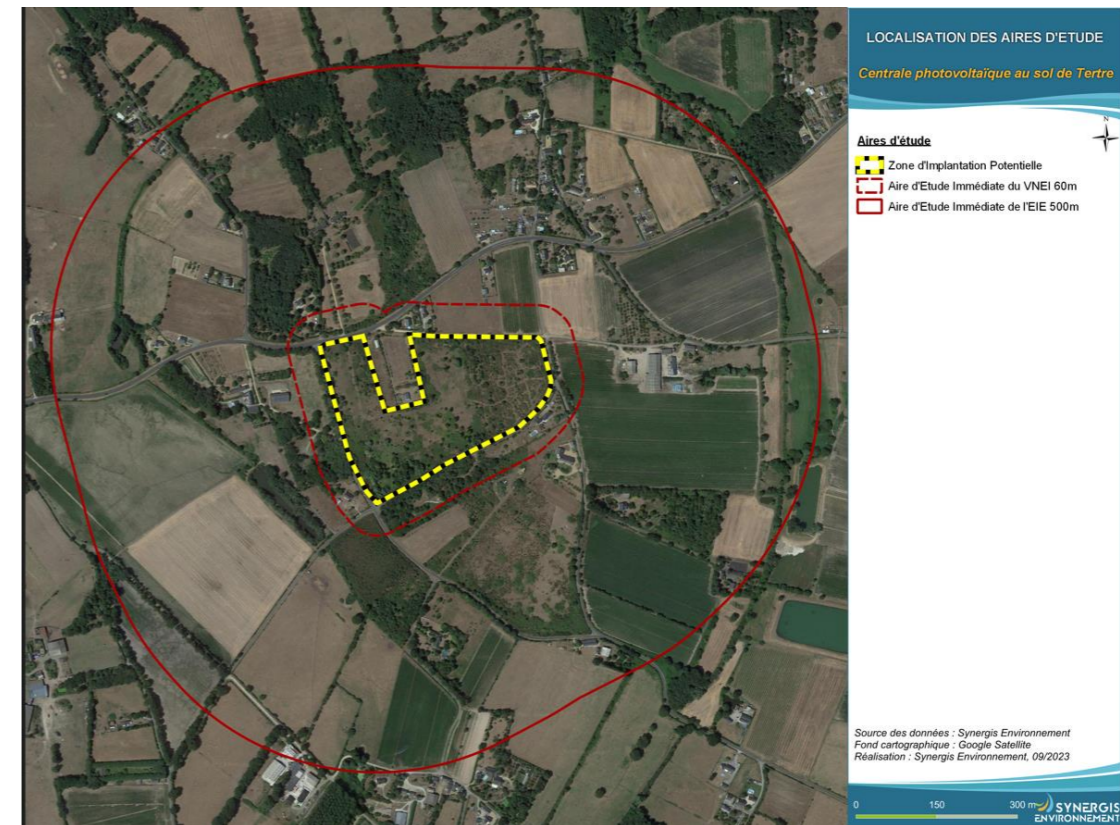 LOCALISATION DES AIRES D'ETUDE
Centrale photovoltaïque au sol de Tertre
N
Aires d'étude
Zone d'Implantation Potentielle
Aire d'Etude Immédiate du VNEI 60m
Aire d'Etude Immédiate de l'EIE 500m
Source des données : Synergis Environnement
Fond cartographique : Google Satellite
Réalisation : Synergis Environnement, 09/2023
0 150 300 m
SYNERGIS
ENVIRONNEMENT